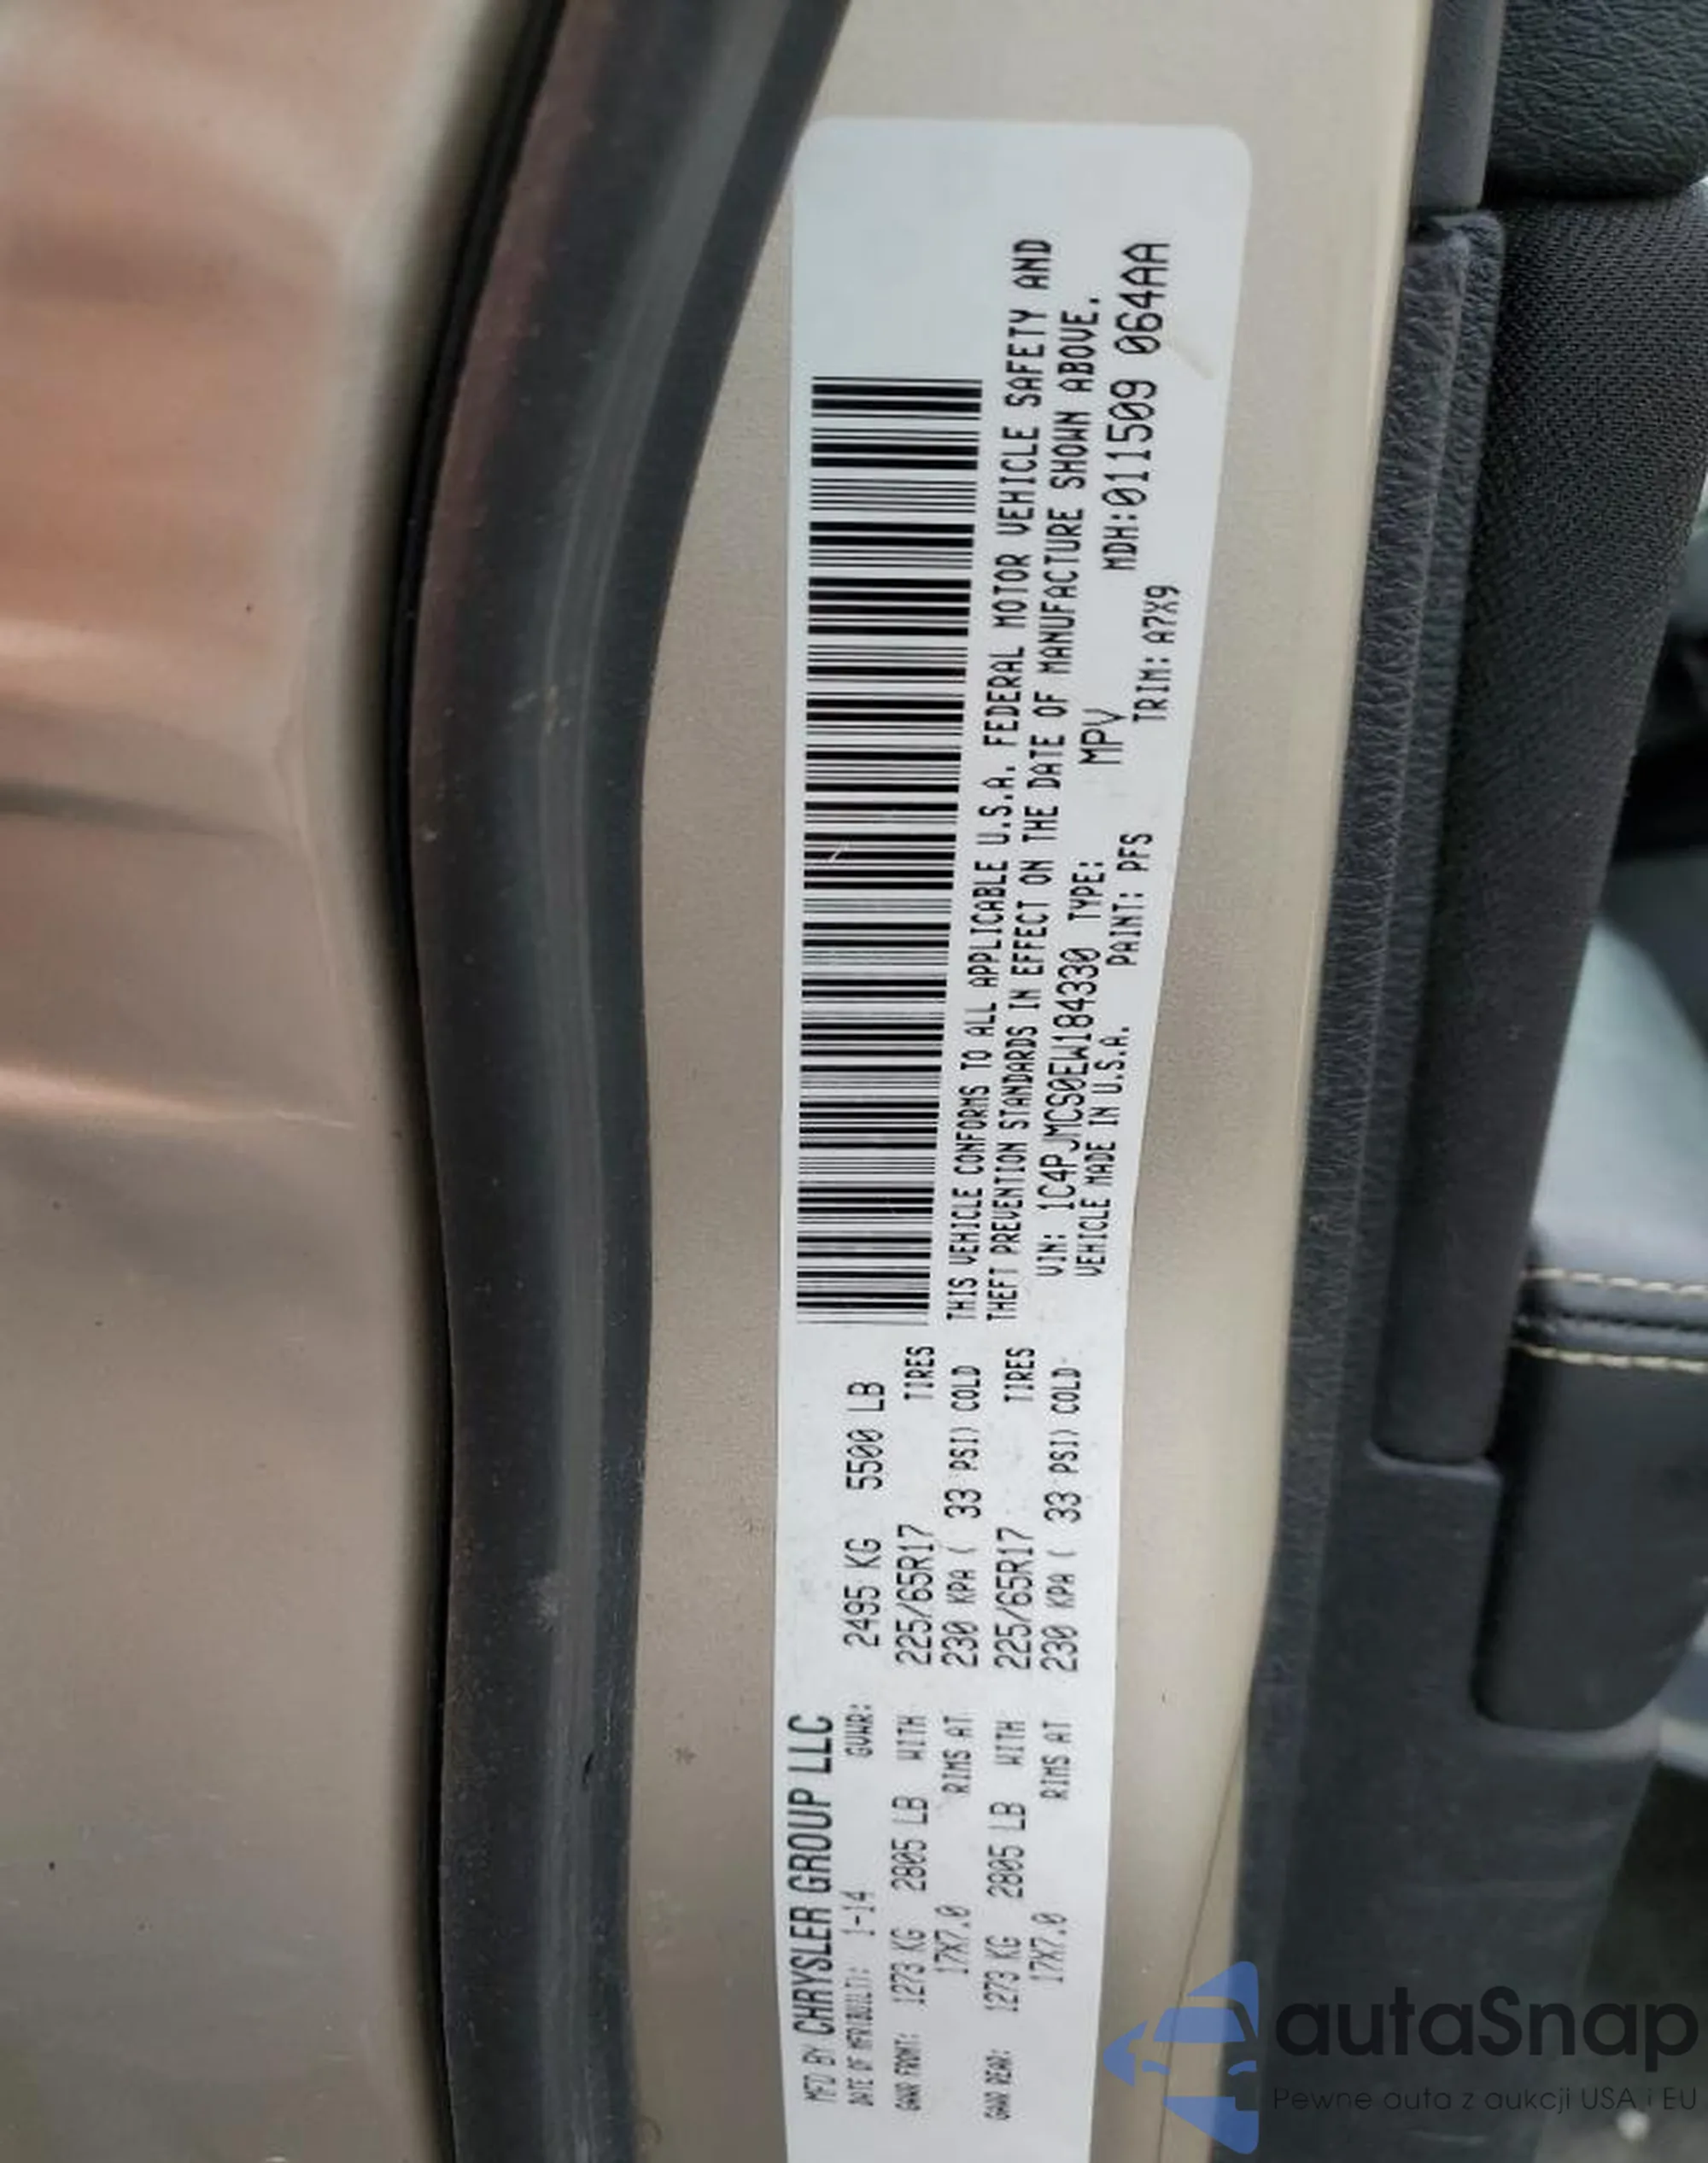 MFD BY CHRYSLER GROUP LLC
DATE OF MFR(BUILT): 1-14 GVWR: 2495 KG 5500 LB
GAWR FRONT: 1273 KG 2805 LB WITH 225/65R17 TIRES
17X7.0 RIMS AT 230 KPA ( 33 PSI) COLD
GAWR REAR: 1273 KG 2805 LB WITH 225/65R17 TIRES
17X7.0 RIMS AT 230 KPA ( 33 PSI) COLD
THIS VEHICLE CONFORMS TO ALL APPLICABLE U.S.A. FEDERAL MOTOR VEHICLE SAFETY AND
THEFT PREVENTION STANDARDS IN EFFECT ON THE DATE OF MANUFACTURE SHOWN ABOVE.
VIN: 1C4PJMCS0EW184330 TYPE: MPV MDH:011509 064AA
VEHICLE MADE IN U.S.A. PAINT: PFS TRIM: A7X9
autaSnap
Pewne auta z aukcji USA i EU